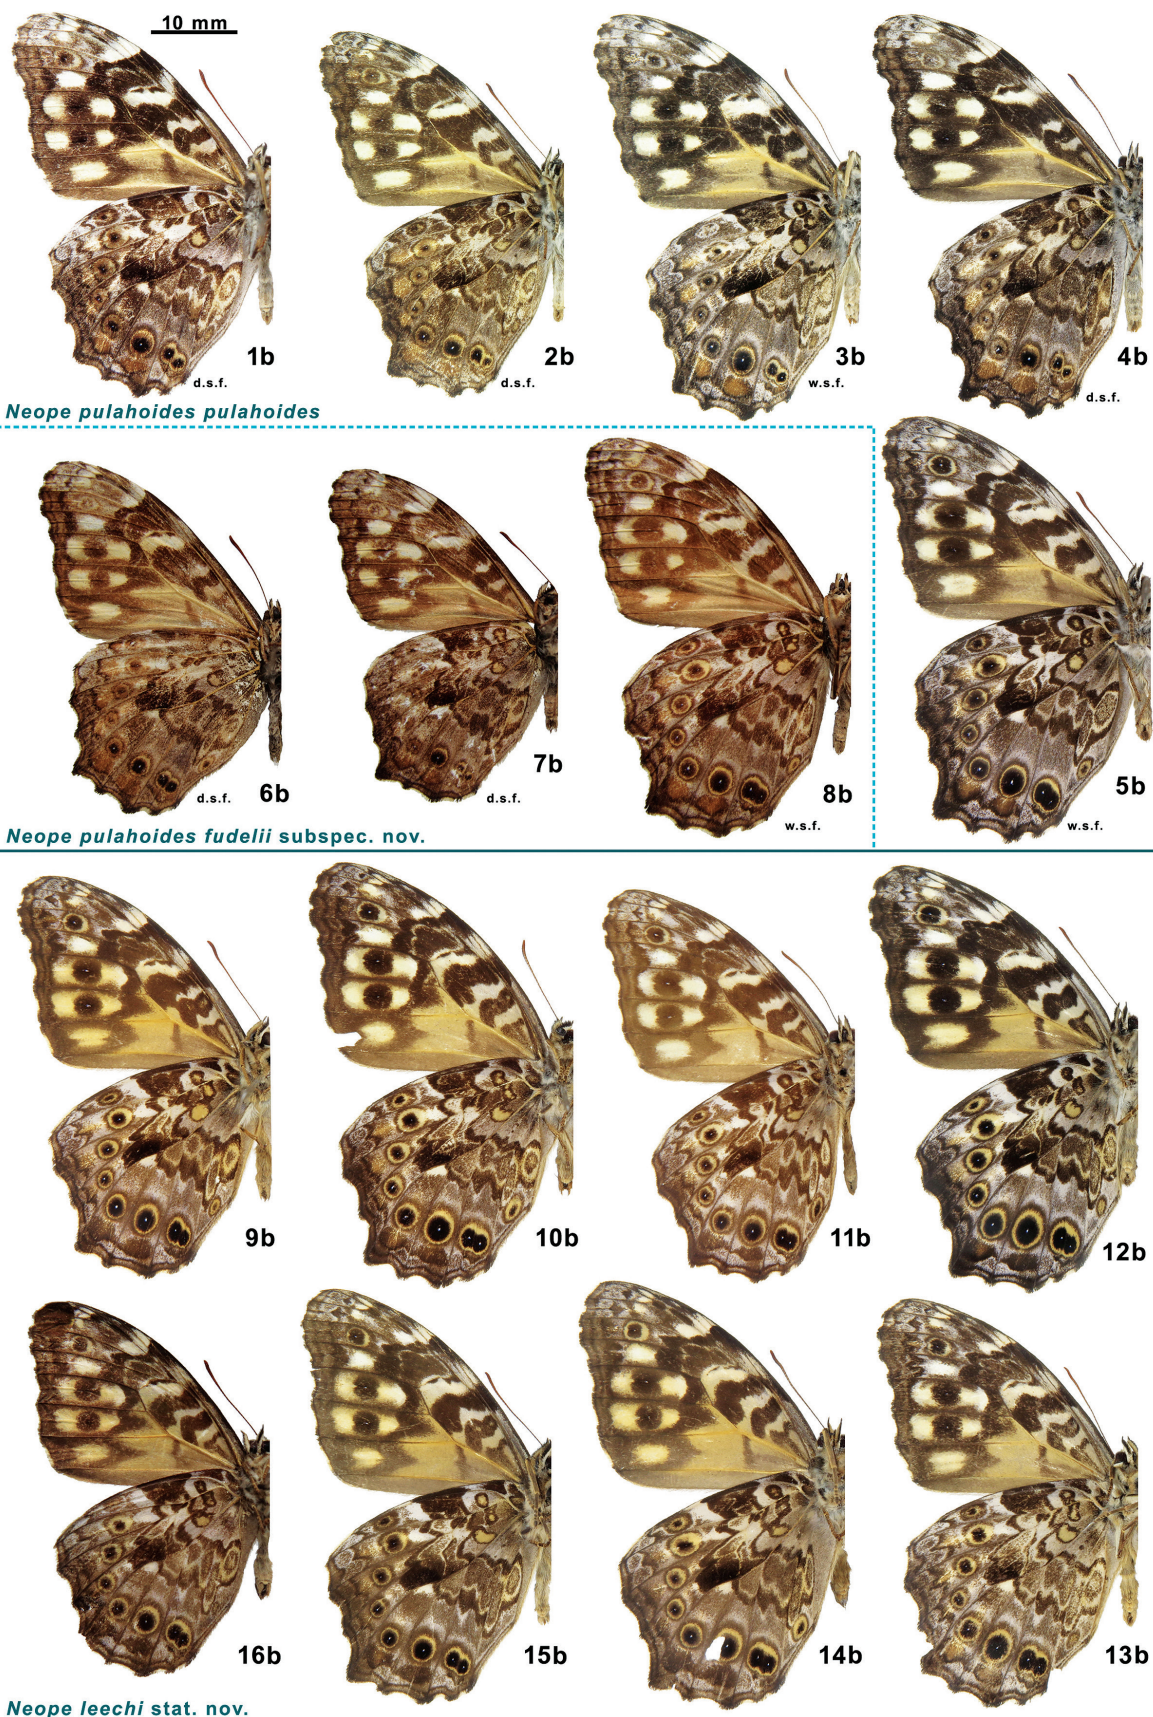 10 mm
1b
2b
3b
4b
d.s.f.
d.s.f.
w.s.f.
d.s.f.
Neope pulahoides pulahoides
6b
7b
8b
5b
d.s.f.
d.s.f.
w.s.f.
w.s.f.
Neope pulahoides fudelii subspec. nov.
9b
10b
11b
12b
16b
15b
14b
13b
Neope leechi stat. nov.